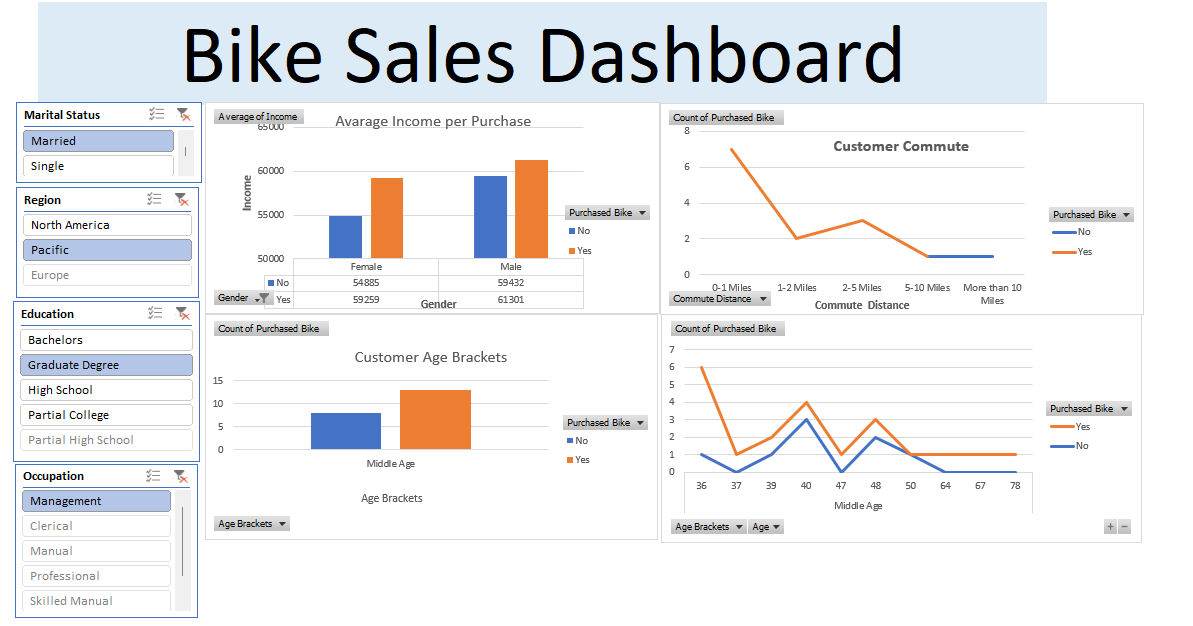 Bike Sales Dashboard
Marital Status
Married
Single
Region
North America
Pacific
Europe
Education
Bachelors
Graduate Degree
High School
Partial College
Partial High School
Occupation
Management
Clerical
Manual
Professional
Skilled Manual
Average of Income
Avarage Income per Purchase
65000
60000
55000
50000
Income
Female Male
No 54885 59432
Yes 59259 61301
Gender
Gender
Purchased Bike
No
Yes
Count of Purchased Bike
Customer Commute
8
6
4
2
0
0-1 Miles 1-2 Miles 2-5 Miles 5-10 Miles More than 10
Miles
Commute Distance
Commute Distance
Purchased Bike
No
Yes
Count of Purchased Bike
Customer Age Brackets
15
10
5
0
Middle Age
Age Brackets
Age Brackets
Purchased Bike
No
Yes
Count of Purchased Bike
7
6
5
4
3
2
1
0
36 37 39 40 47 48 50 64 67 78
Middle Age
Age Brackets Age
Purchased Bike
Yes
No
+ −